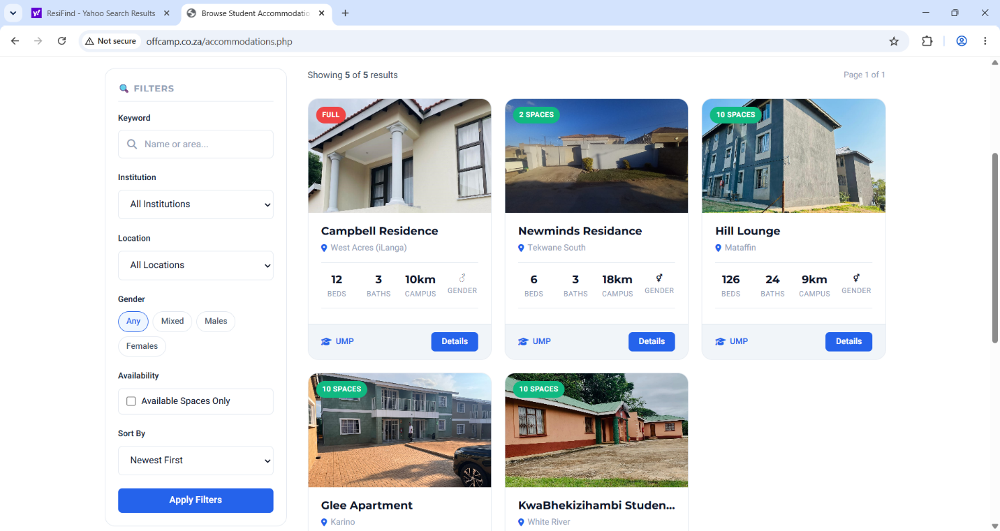 ResiFind - Yahoo Search Results
Browse Student Accommodatio
Not secure
offcamp.co.za/accommodations.php
FILTERS
Keyword
Name or area...
Institution
All Institutions
Location
All Locations
Gender
Any
Mixed
Males
Females
Availability
Available Spaces Only
Sort By
Newest First
Apply Filters
Showing 5 of 5 results
Page 1 of 1
FULL
Campbell Residence
West Acres (iLanga)
12 3 10km
BEDS BATHS CAMPUS GENDER
UMP
Details
2 SPACES
Newminds Residance
Tekwane South
6 3 18km
BEDS BATHS CAMPUS GENDER
UMP
Details
10 SPACES
Hill Lounge
Mataffin
126 24 9km
BEDS BATHS CAMPUS GENDER
UMP
Details
10 SPACES
Glee Apartment
Karino
10 SPACES
KwaBhekizihambi Studen...
White River